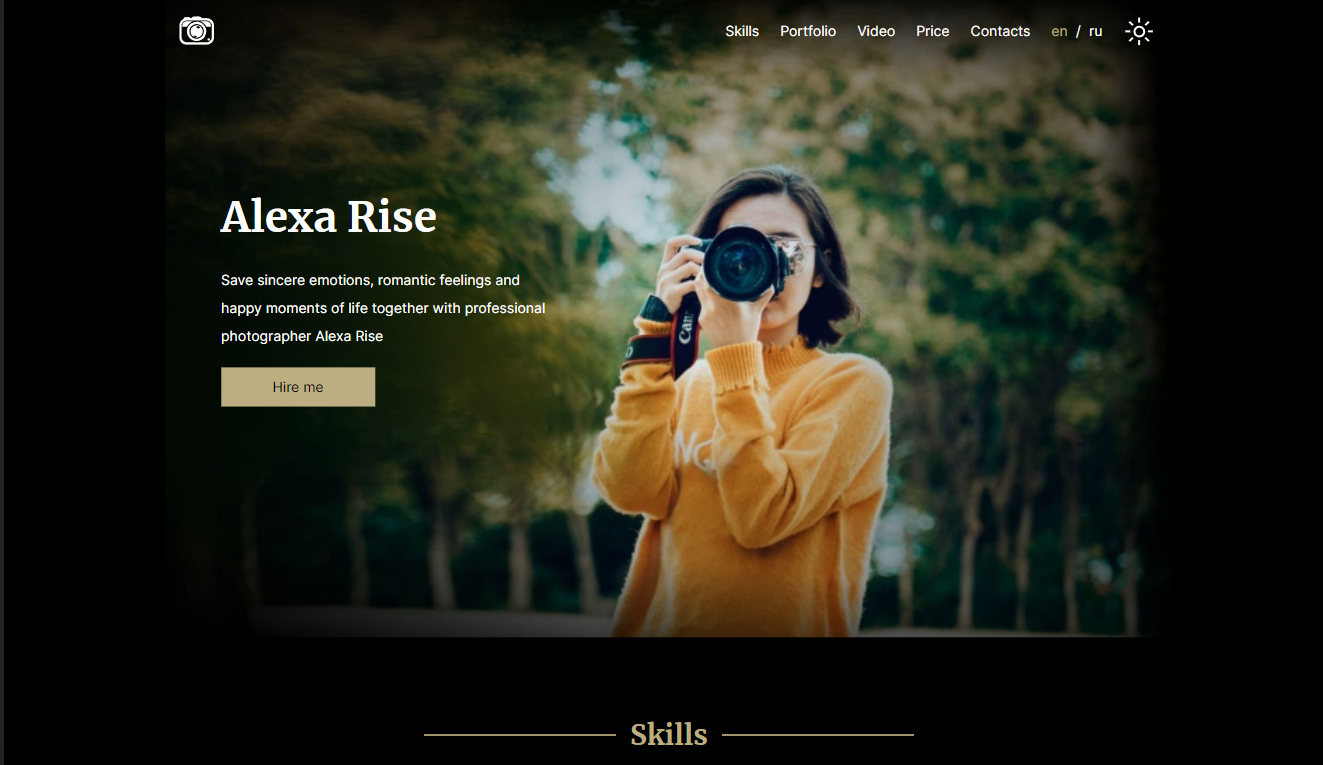 Skills Portfolio Video Price Contacts en / ru
Alexa Rise
Save sincere emotions, romantic feelings and
happy moments of life together with professional
photographer Alexa Rise
Can
Hire me
Skills